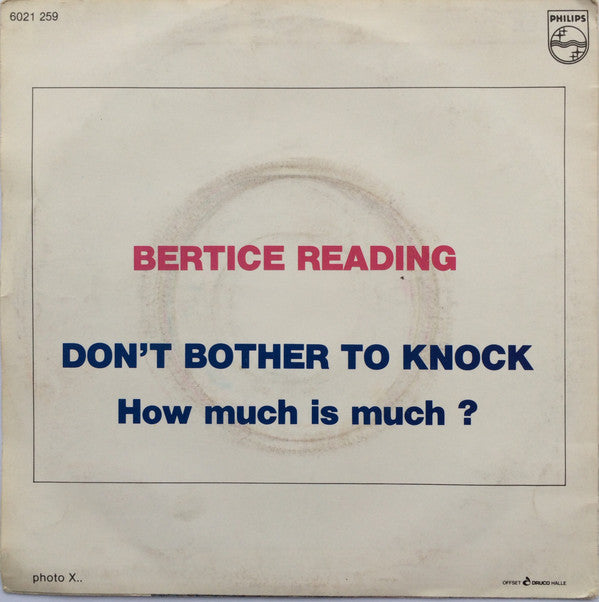 6021 259
PHILIPS
BERTICE READING
DON'T BOTHER TO KNOCK
How much is much ?
photo X..
OFFSET DRUCO HALLE